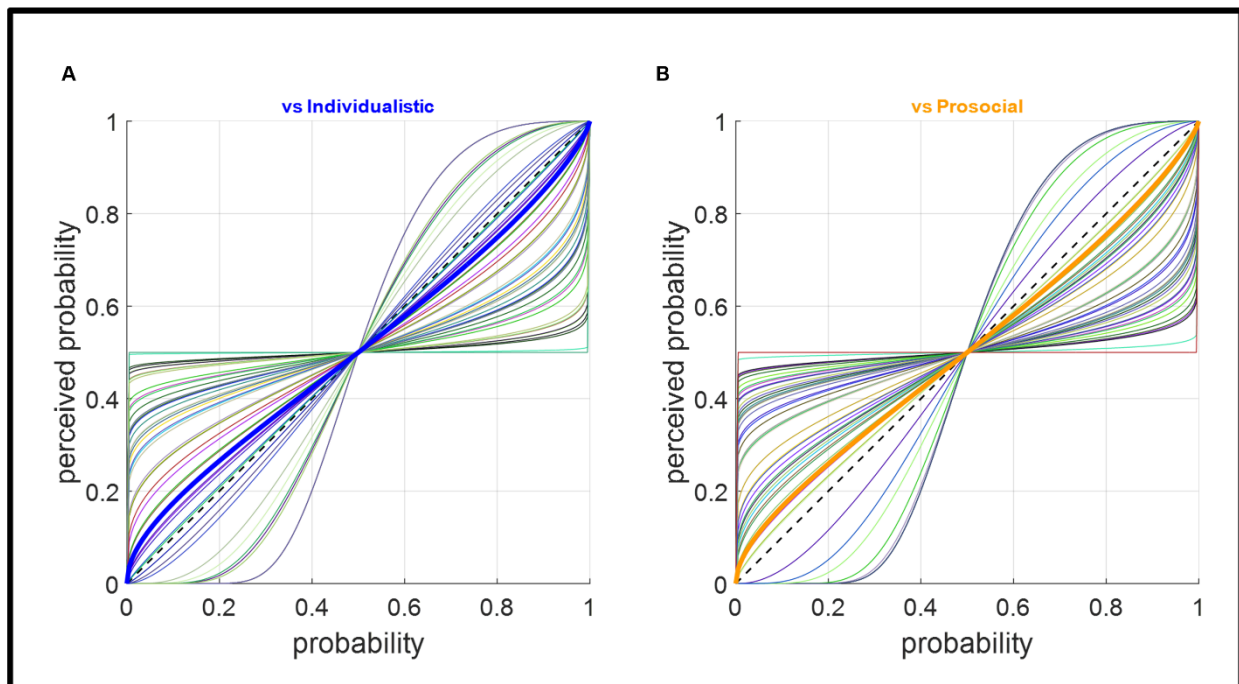 A
vs Individualistic
1
0.8
0.6
0.4
0.2
0
perceived probability
0 0.2 0.4 0.6 0.8 1
probability
B
vs Prosocial
1
0.8
0.6
0.4
0.2
0
perceived probability
0 0.2 0.4 0.6 0.8 1
probability